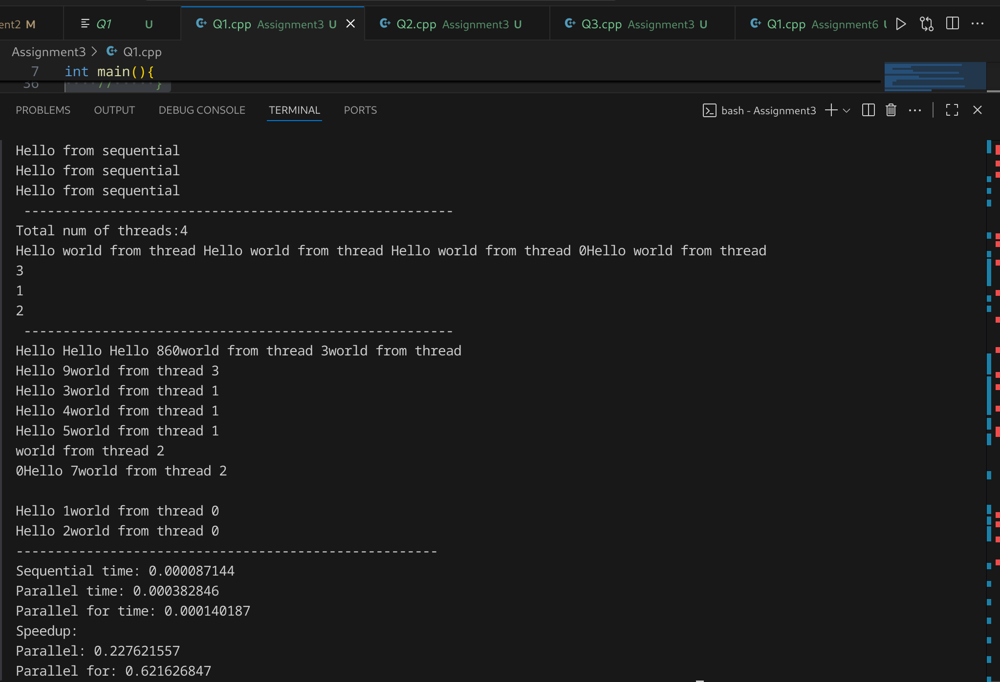 ent2 M Q1 U Q1.cpp Assignment3 U Q2.cpp Assignment3 U Q3.cpp Assignment3 U Q1.cpp Assignment6
Assignment3 > Q1.cpp
7 int main(){
36 // }
PROBLEMS OUTPUT DEBUG CONSOLE TERMINAL PORTS bash - Assignment3
Hello from sequential
Hello from sequential
Hello from sequential
-------------------------------------------------------
Total num of threads:4
Hello world from thread Hello world from thread Hello world from thread 0Hello world from thread
3
1
2
-------------------------------------------------------
Hello Hello Hello 860world from thread 3world from thread
Hello 9world from thread 3
Hello 3world from thread 1
Hello 4world from thread 1
Hello 5world from thread 1
world from thread 2
0Hello 7world from thread 2
Hello 1world from thread 0
Hello 2world from thread 0
------------------------------------------------------
Sequential time: 0.000087144
Parallel time: 0.000382846
Parallel for time: 0.000140187
Speedup:
Parallel: 0.227621557
Parallel for: 0.621626847